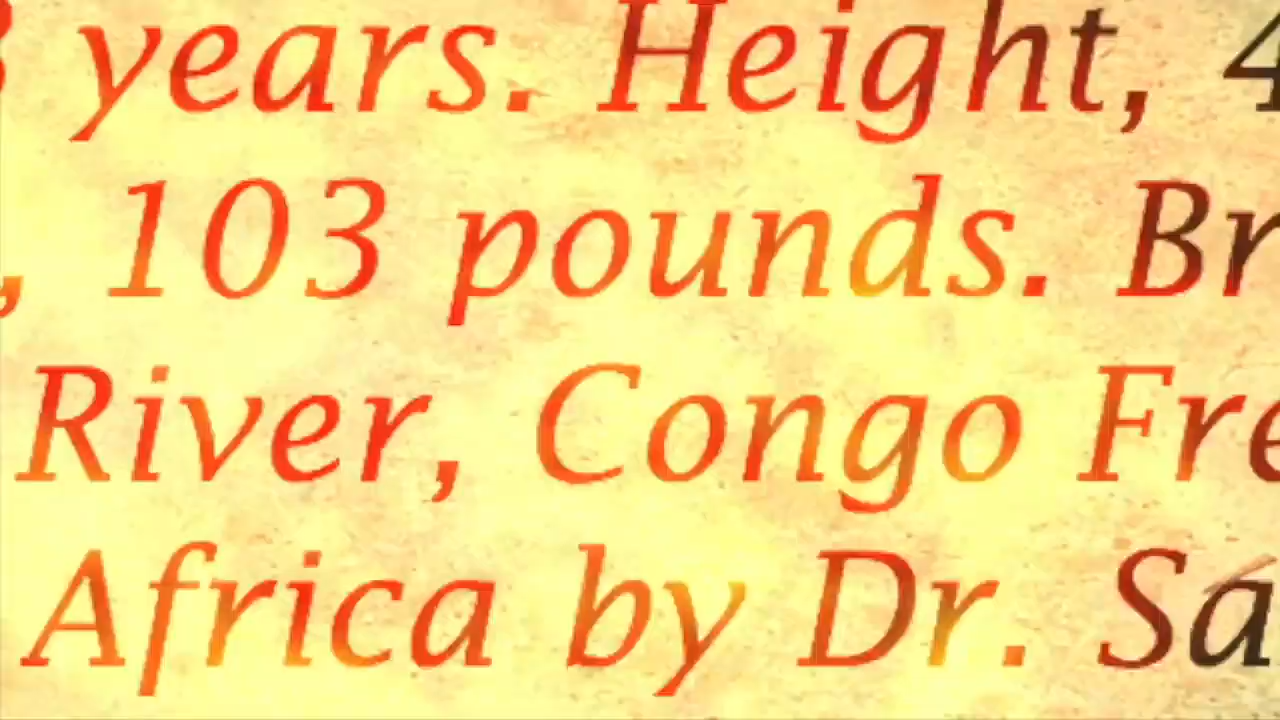 years. Height, 4
, 103 pounds. Br
River, Congo Fre
Africa by Dr. Sa